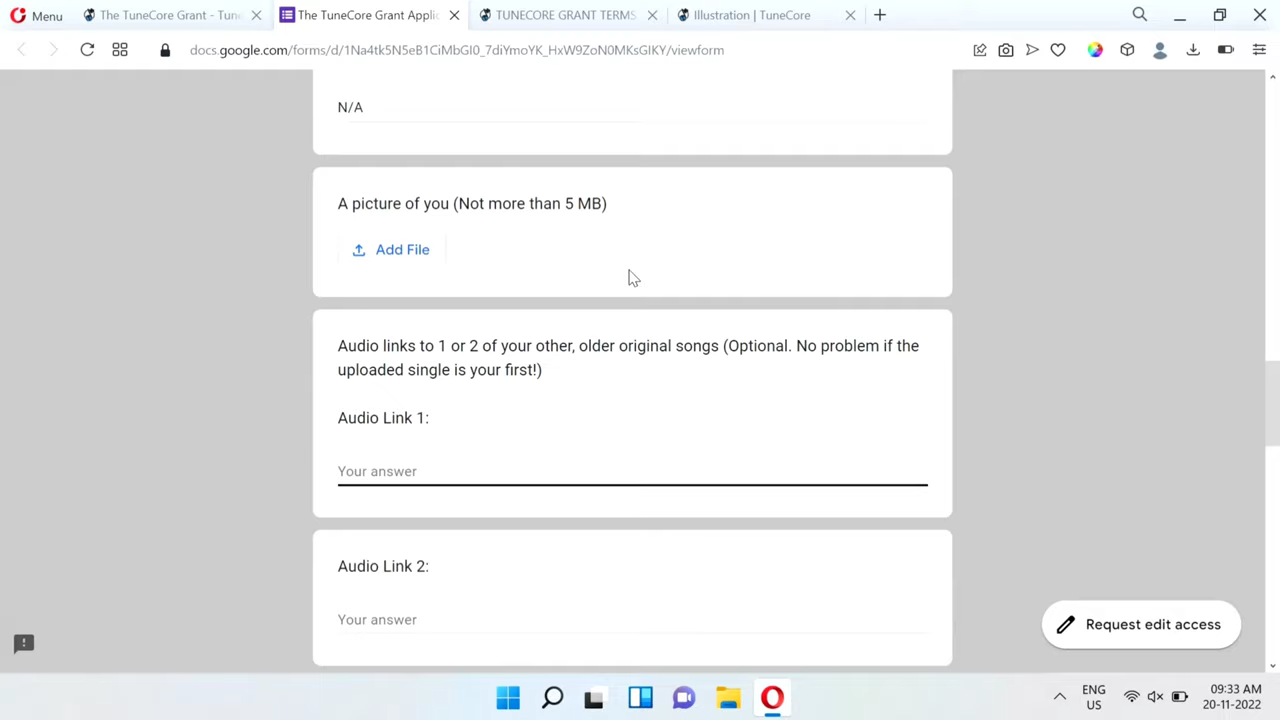 Menu
The TuneCore Grant - Tune
The TuneCore Grant Applic
TUNECORE GRANT TERMS
Illustration | TuneCore
docs.google.com/forms/d/1Na4tk5N5eB1CiMbGI0_7diYmoYK_HxW9ZoN0MKsGIKY/viewform
N/A
A picture of you (Not more than 5 MB)
Add File
Audio links to 1 or 2 of your other, older original songs (Optional. No problem if the
uploaded single is your first!)
Audio Link 1:
Your answer
Audio Link 2:
Your answer
Request edit access
ENG
US
09:33 AM
20-11-2022